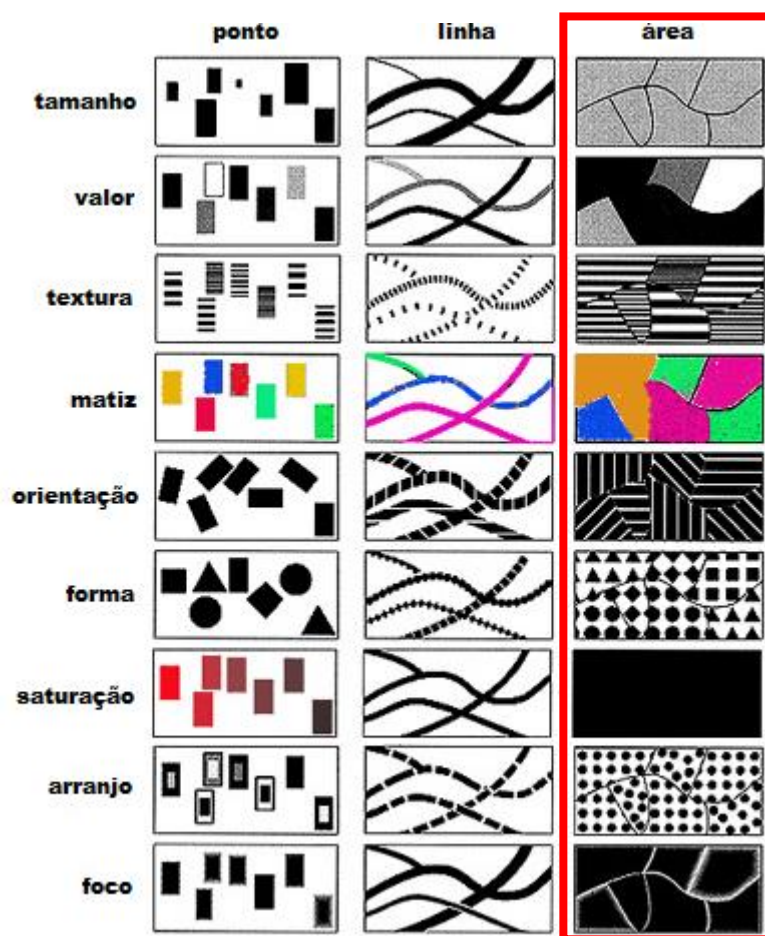 ponto linha área
tamanho
valor
textura
matiz
orientação
forma
saturação
arranjo
foco